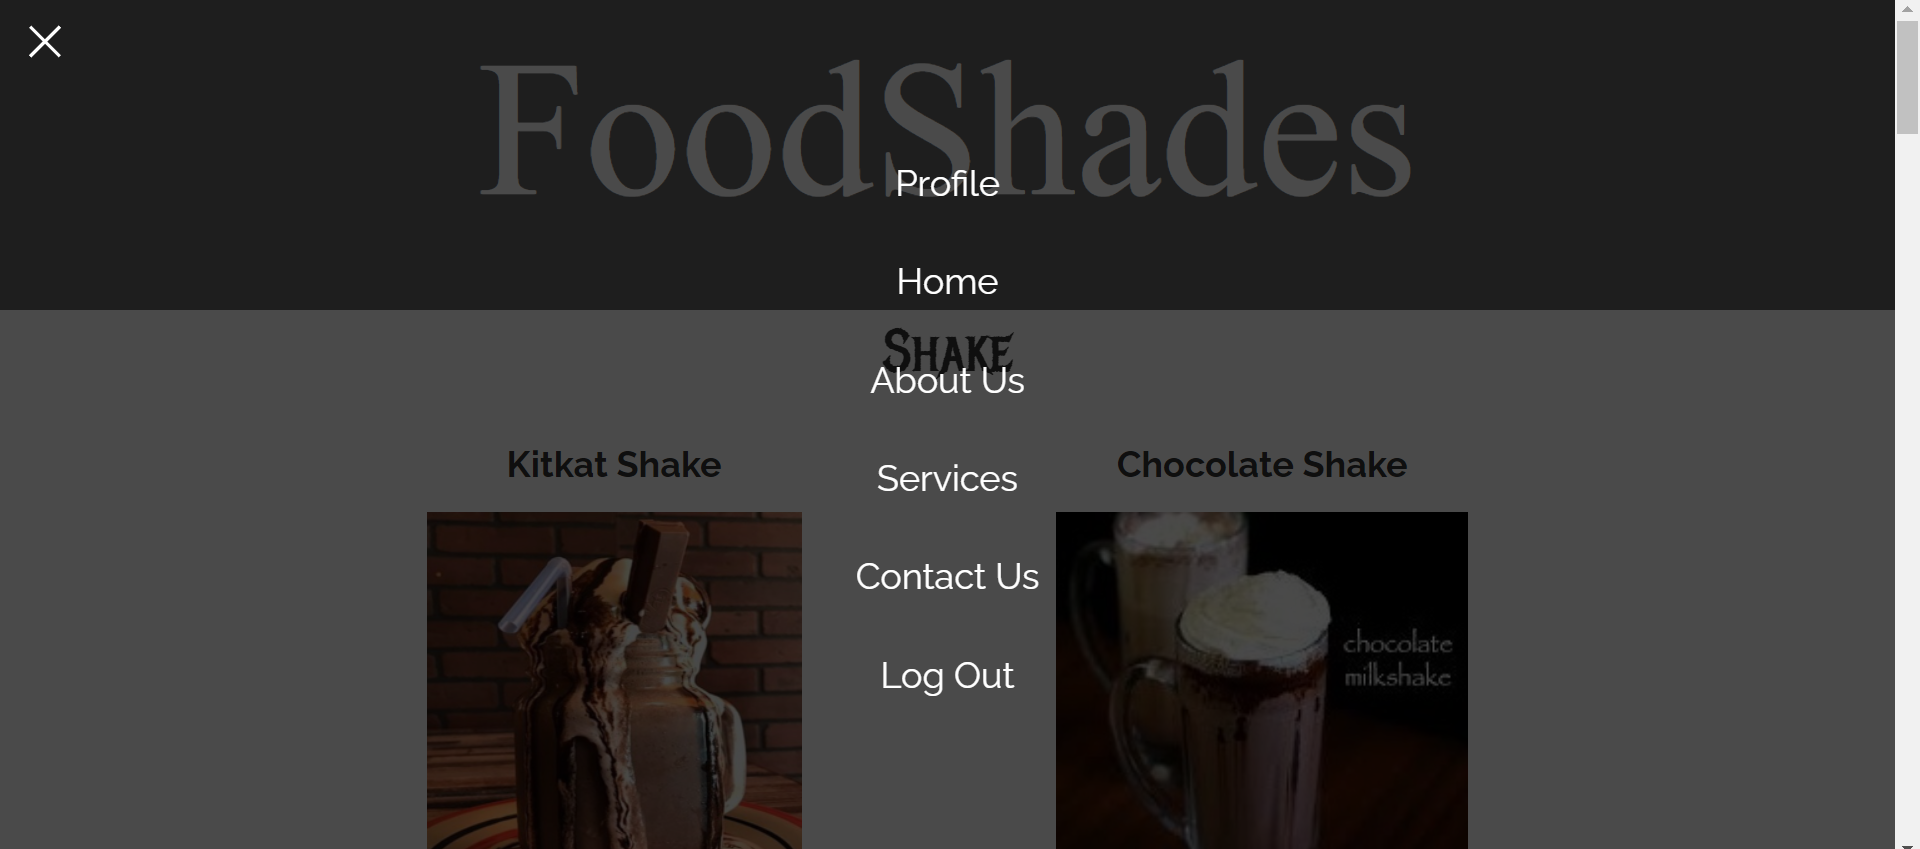 FoodShades
Profile
Home
SHAKE
About Us
Kitkat Shake
Chocolate Shake
Services
Contact Us
chocolate
milkshake
Log Out